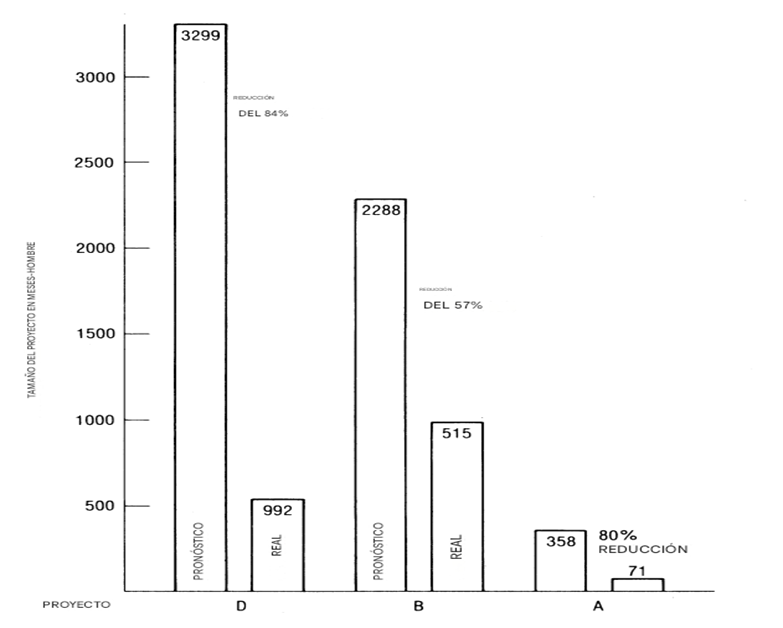 3299
3000
REDUCCIÓN
DEL 84%
2500
2288
2000
REDUCCIÓN
DEL 57%
TAMAÑO DEL PROYECTO EN MESES-HOMBRE
1500
1000
515
500
992
PRONÓSTICO
REAL
PRONÓSTICO
REAL
358
80%
REDUCCIÓN
71
PROYECTO
D
B
A